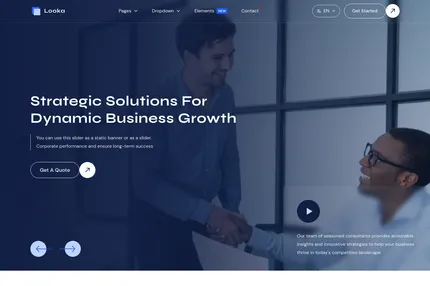 Looka
Pages
Dropdown
Elements NEW
Contact
EN
Get Started
Strategic Solutions For
Dynamic Business Growth
You can use this slider as a static banner or as a slider.
Corporate performance and ensure long-term success
Get A Quote
Our team of seasoned consultants provides actionable
insights and innovative strategies to help your business
thrive in today's competitive landscape.